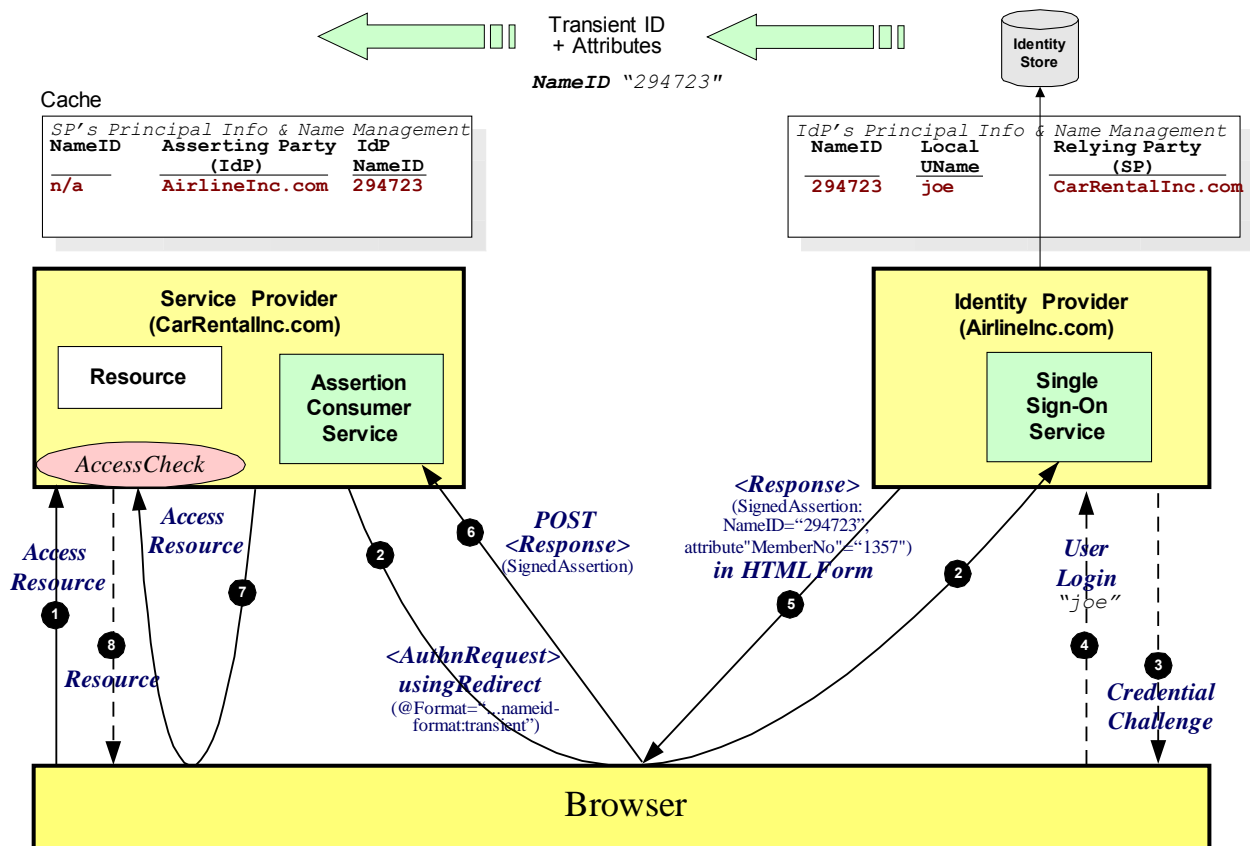 Transient ID
+ Attributes
NameID “294723"
Identity
Store
Cache
SP’s Principal Info & Name Management
NameID Asserting Party IdP
(IdP) NameID
n/a AirlineInc.com 294723
IdP’s Principal Info & Name Management
NameID Local Relying Party
UName (SP)
294723 joe CarRentalInc.com
Service Provider
(CarRentalInc.com)
Resource
Assertion
Consumer
Service
AccessCheck
Identity Provider
(AirlineInc.com)
Single
Sign-On
Service
Access
Resource
1
8
Resource
Access
Resource
7
2
<AuthnRequest>
usingRedirect
(@Format=“...nameid-
format:transient”)
6
POST
<Response>
(SignedAssertion)
<Response>
(SignedAssertion:
NameID=“294723”,
attribute"MemberNo"=“1357")
in HTML Form
5
2
User
Login
“joe”
4
3
Credential
Challenge
Browser